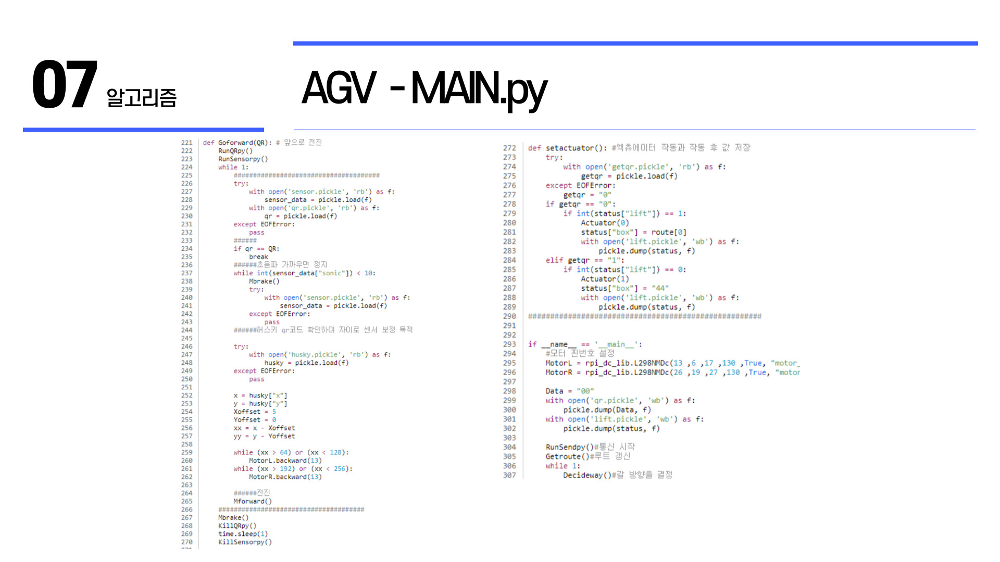 07 알고리즘
AGV - MAIN.py
221 def Goforward(QR): # 앞으로 전진
222     RunQRpy()
223     RunSensorpy()
224     while 1:
225         ######################################
226         try:
227             with open('sensor.pickle', 'rb') as f:
228                 sensor_data = pickle.load(f)
229             with open('qr.pickle', 'rb') as f:
230                 qr = pickle.load(f)
231         except EOFError:
232             pass
233         ######
234         if qr == QR:
235             break
236         ######초음파 가까우면 정지
237         while int(sensor_data["sonic"]) < 10:
238             Mbrake()
239             try:
240                 with open('sensor.pickle', 'rb') as f:
241                     sensor_data = pickle.load(f)
242             except EOFError:
243                 pass
244         ######허스키 qr코드 확인하여 자이로 센서 보정 목적
245
246         try:
247             with open('husky.pickle', 'rb') as f:
248                 husky = pickle.load(f)
249         except EOFError:
250             pass
251
252         x = husky["x"]
253         y = husky["y"]
254         Xoffset = 5
255         Yoffset = 0
256         xx = x - Xoffset
257         yy = y - Yoffset
258
259         while (xx > 64) or (xx < 128):
260             MotorL.backward(13)
261         while (xx > 192) or (xx < 256):
262             MotorR.backward(13)
263
264         ######전진
265         Mforward()
266     ######################################
267     Mbrake()
268     KillQRpy()
269     time.sleep(1)
270     KillSensorpy()
272 def setactuator(): #엑츄에이터 작동과 작동 후 값 저장
273     try:
274         with open('getqr.pickle', 'rb') as f:
275             getqr = pickle.load(f)
276     except EOFError:
277         getqr = "0"
278     if getqr == "0":
279         if int(status["lift"]) == 1:
280             Actuator(0)
281             status["box"] = route[0]
282             with open('lift.pickle', 'wb') as f:
283                 pickle.dump(status, f)
284     elif getqr == "1":
285         if int(status["lift"]) == 0:
286             Actuator(1)
287             status["box"] = "44"
288             with open('lift.pickle', 'wb') as f:
289                 pickle.dump(status, f)
290 #####################################################
291
292
293 if __name__ == '__main__':
294     #모터 핀번호 설정
295     MotorL = rpi_dc_lib.L298NMDc(13 ,6 ,17 ,130 ,True, "motor_
296     MotorR = rpi_dc_lib.L298NMDc(26 ,19 ,27 ,130 ,True, "motor
297
298     Data = "00"
299     with open('qr.pickle', 'wb') as f:
300         pickle.dump(Data, f)
301     with open('lift.pickle', 'wb') as f:
302         pickle.dump(status, f)
303
304     RunSendpy()#통신 시작
305     Getroute()#루트 갱신
306     while 1:
307         Decideway()#갈 방향을 결정